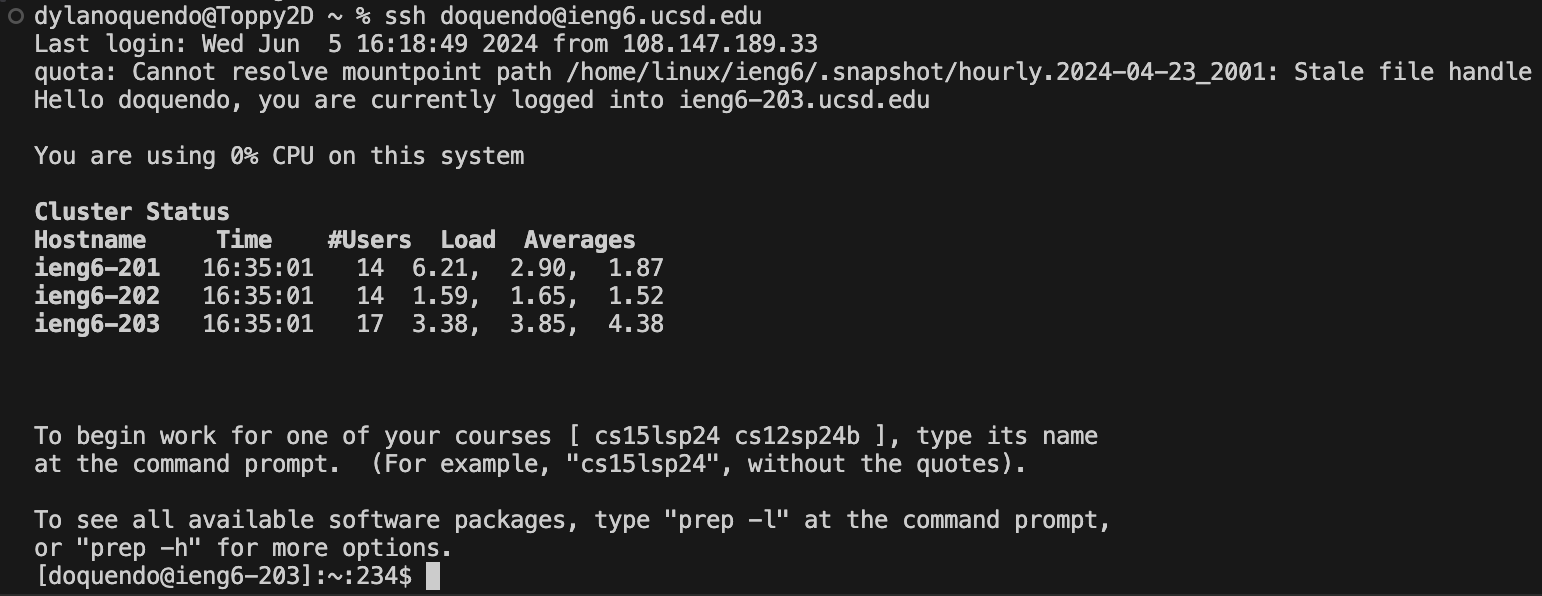 dylanoquendo@Toppy2D ~ % ssh doquendo@ieng6.ucsd.edu
Last login: Wed Jun  5 16:18:49 2024 from 108.147.189.33
quota: Cannot resolve mountpoint path /home/linux/ieng6/.snapshot/hourly.2024-04-23_2001: Stale file handle
Hello doquendo, you are currently logged into ieng6-203.ucsd.edu

You are using 0% CPU on this system

Cluster Status
Hostname     Time    #Users  Load  Averages
ieng6-201   16:35:01   14  6.21,  2.90,  1.87
ieng6-202   16:35:01   14  1.59,  1.65,  1.52
ieng6-203   16:35:01   17  3.38,  3.85,  4.38

To begin work for one of your courses [ cs15lsp24 cs12sp24b ], type its name
at the command prompt.  (For example, "cs15lsp24", without the quotes).

To see all available software packages, type "prep -l" at the command prompt,
or "prep -h" for more options.
[doquendo@ieng6-203]:~:234$